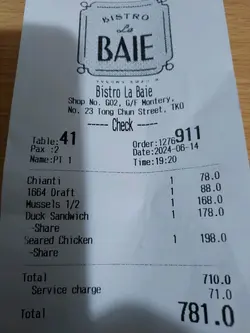 BISTRO
La
BAIE
Bistro La Baie
Shop No. G02, G/F Montery,
No. 23 Tong Chun Street, TKO
----- Check -----
Table: 41 Order:1276911
Pax :2 Date:2024-06-14
Name:PI 1 Time:19:20
Chianti 1 78.0
1664 Draft 1 88.0
Mussels 1/2 1 168.0
Duck Sandwich 1 178.0
-Share
Seared Chicken 1 198.0
-Share
Total 710.0
Service charge 71.0
Total 781.0